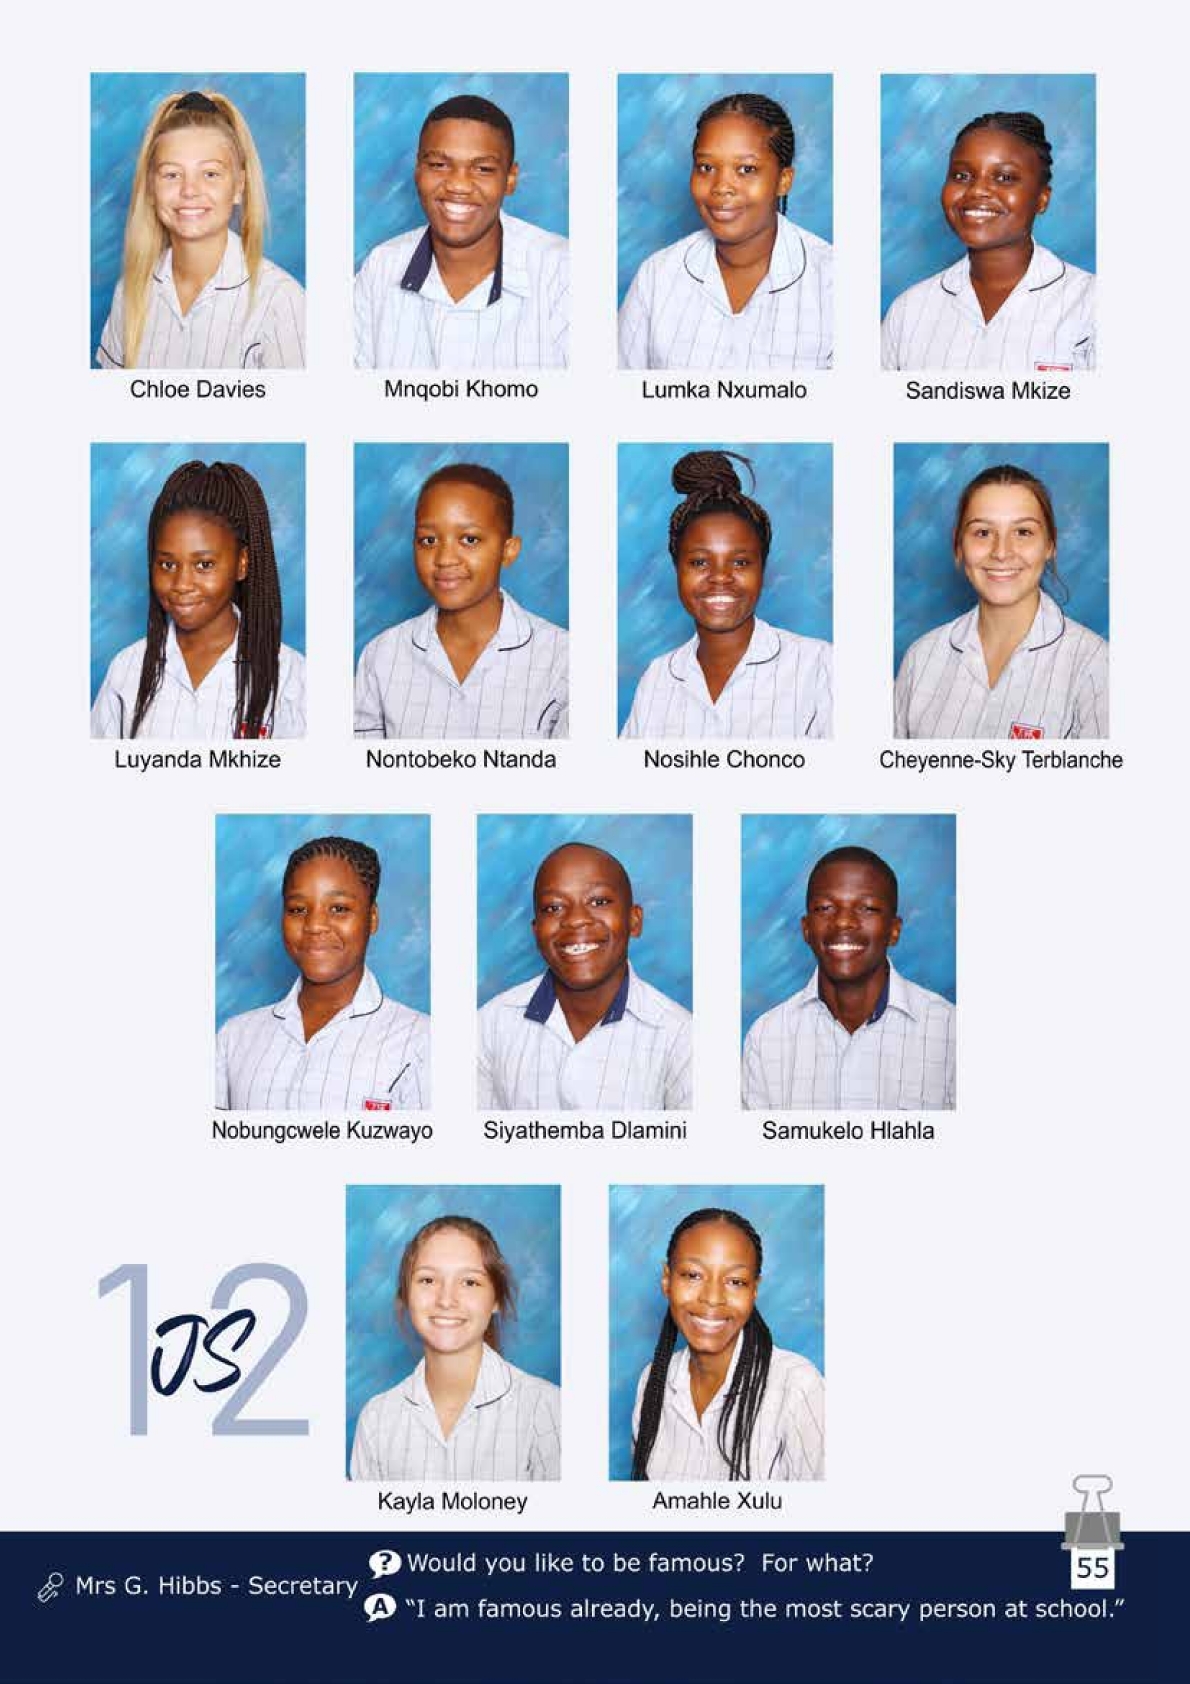 Chloe Davies
Mnqobi Khomo
Lumka Nxumalo
Sandiswa Mkize
Luyanda Mkhize
Nontobeko Ntanda
Nosihle Chonco
Cheyenne-Sky Terblanche
Nobungcwele Kuzwayo
Siyathemba Dlamini
Samukelo Hlahla
12
JS
Kayla Moloney
Amahle Xulu
Mrs G. Hibbs - Secretary
? Would you like to be famous? For what?
A "I am famous already, being the most scary person at school."
55